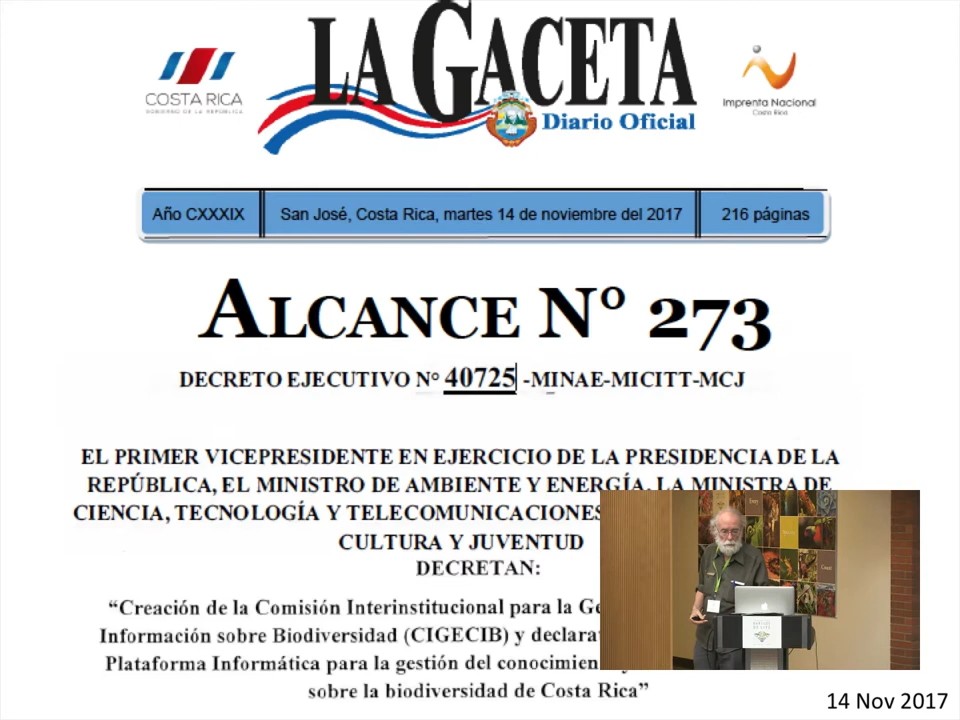 LA GACETA
Diario Oficial
COSTA RICA
GOBIERNO DE LA REPÚBLICA
Imprenta Nacional
Costa Rica
Año CXXXIX San José, Costa Rica, martes 14 de noviembre del 2017 216 páginas
ALCANCE N° 273
DECRETO EJECUTIVO N° 40725 -MINAE-MICITT-MCJ
EL PRIMER VICEPRESIDENTE EN EJERCICIO DE LA PRESIDENCIA DE LA
REPÚBLICA, EL MINISTRO DE AMBIENTE Y ENERGÍA, LA MINISTRA DE
CIENCIA, TECNOLOGÍA Y TELECOMUNICACIONES
CULTURA Y JUVENTUD
DECRETAN:
“Creación de la Comisión Interinstitucional para la
Información sobre Biodiversidad (CIGECIB) y
Plataforma Informática para la gestión del
sobre la biodiversidad de Costa Rica”
14 Nov 2017